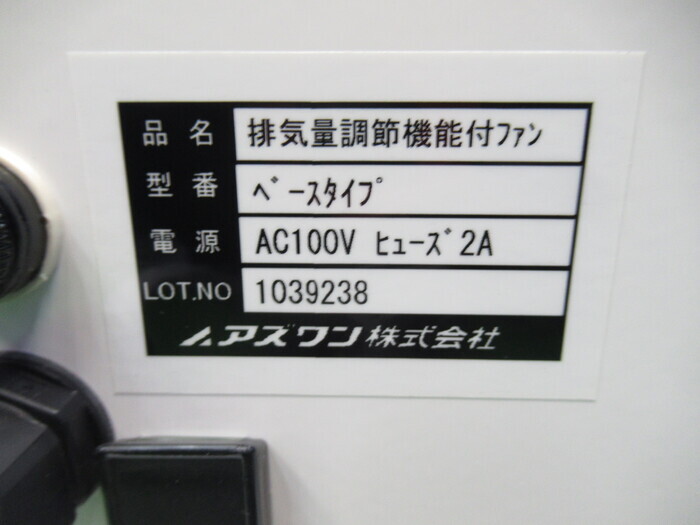 品名 排気量調節機能付ファン
型番 ベースタイプ
電源 AC100V ヒューズ2A
LOT.NO 1039238
アズワン株式会社